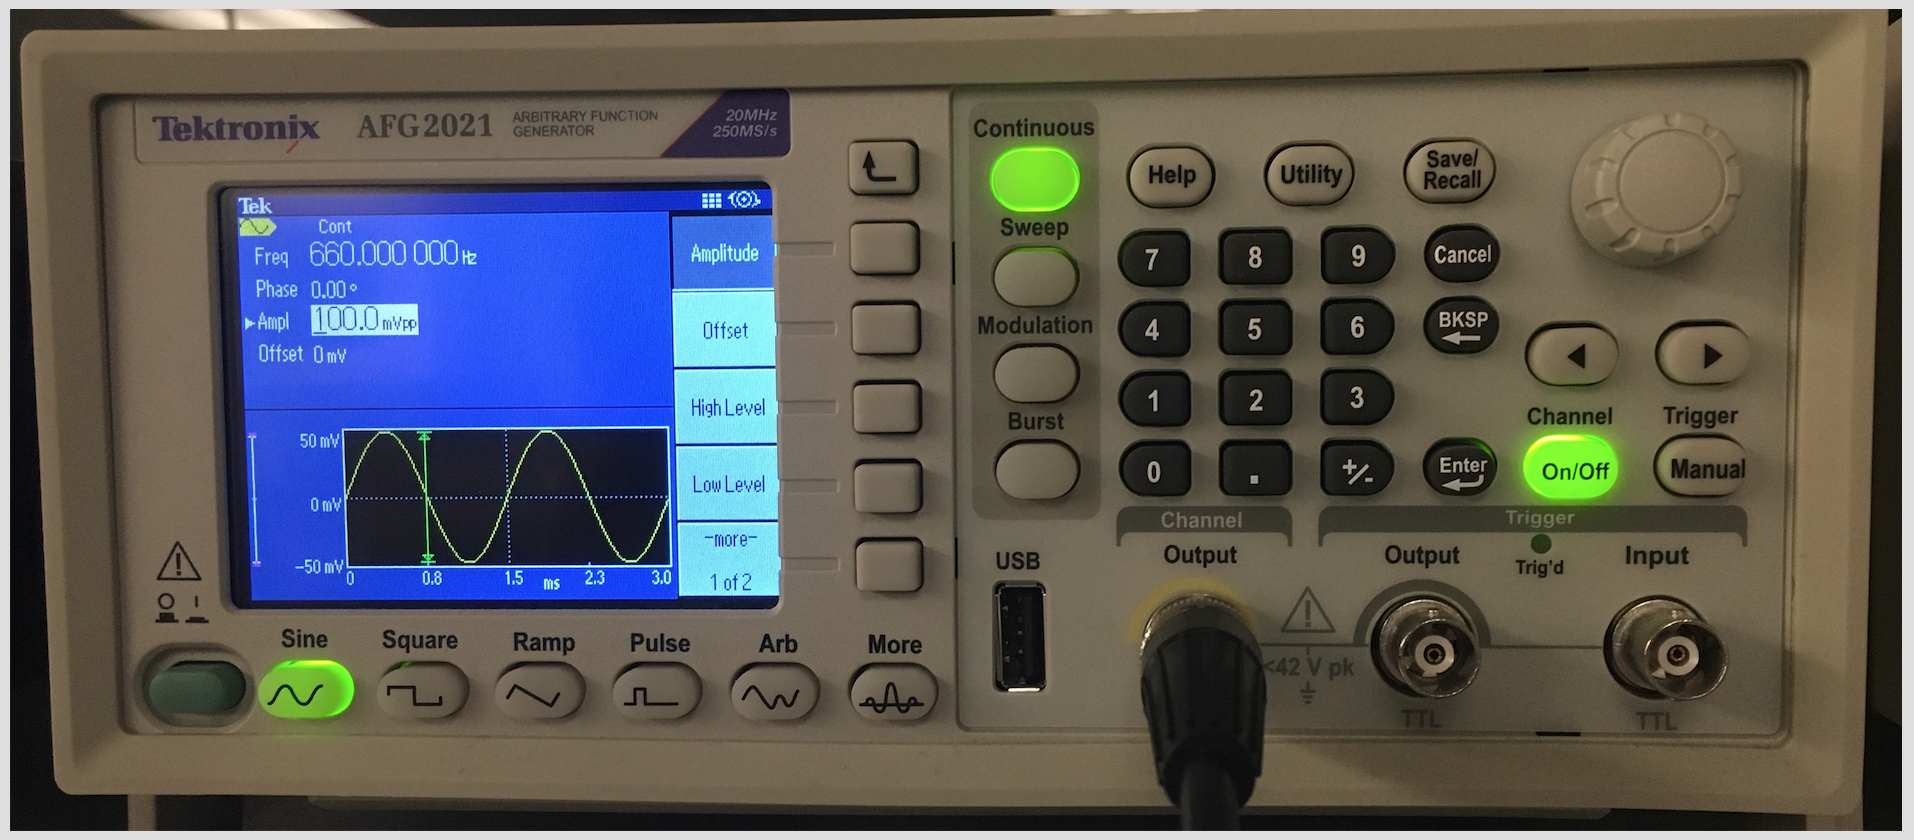 Tektronix AFG2021 ARBITRARY FUNCTION GENERATOR
20MHz
250MS/s
Tek
Cont
Freq 660.000 000 Hz
Phase 0.00 °
Ampl 100.0 mVpp
Offset 0 mV
50 mV
0 mV
-50 mV
0 0.8 1.5 ms 2.3 3.0
Amplitude
Offset
High Level
Low Level
-more-
1 of 2
Sine Square Ramp Pulse Arb More
Continuous
Sweep
Modulation
Burst
Help Utility Save/Recall
7 8 9 Cancel
4 5 6 BKSP
1 2 3
0 . +/- Enter
Channel
On/Off
Trigger
Manual
Channel
Output
Trigger
Output
Trig'd
Input
USB
<42 V pk
TTL
TTL